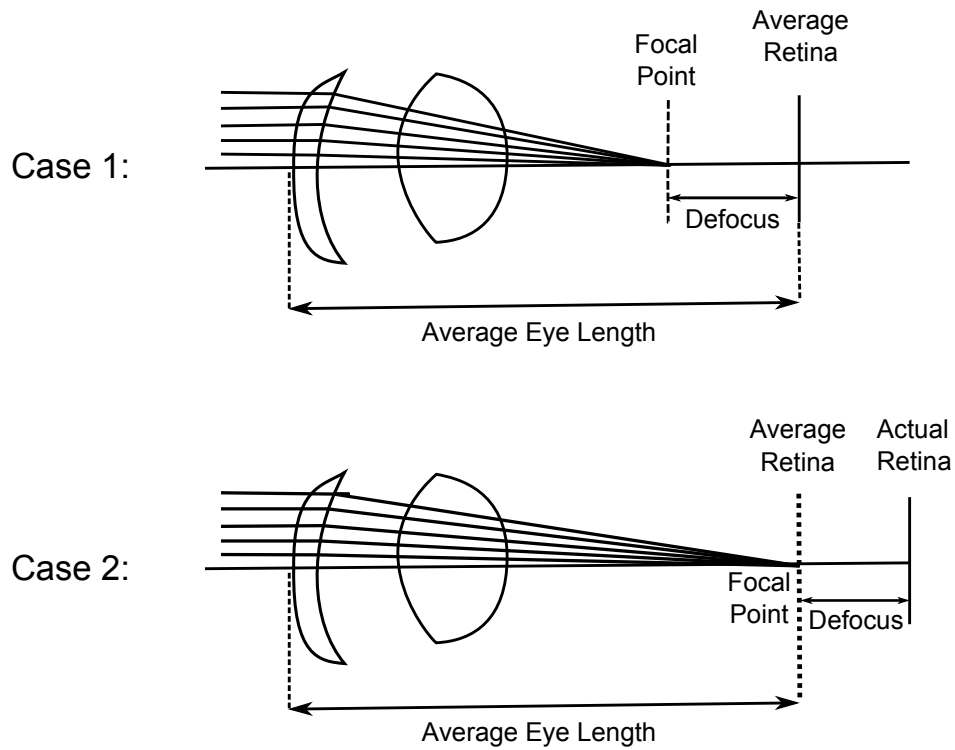 Average
Retina
Focal
Point
Case 1:
Defocus
Average Eye Length
Average
Retina
Actual
Retina
Case 2:
Focal
Point
Defocus
Average Eye Length